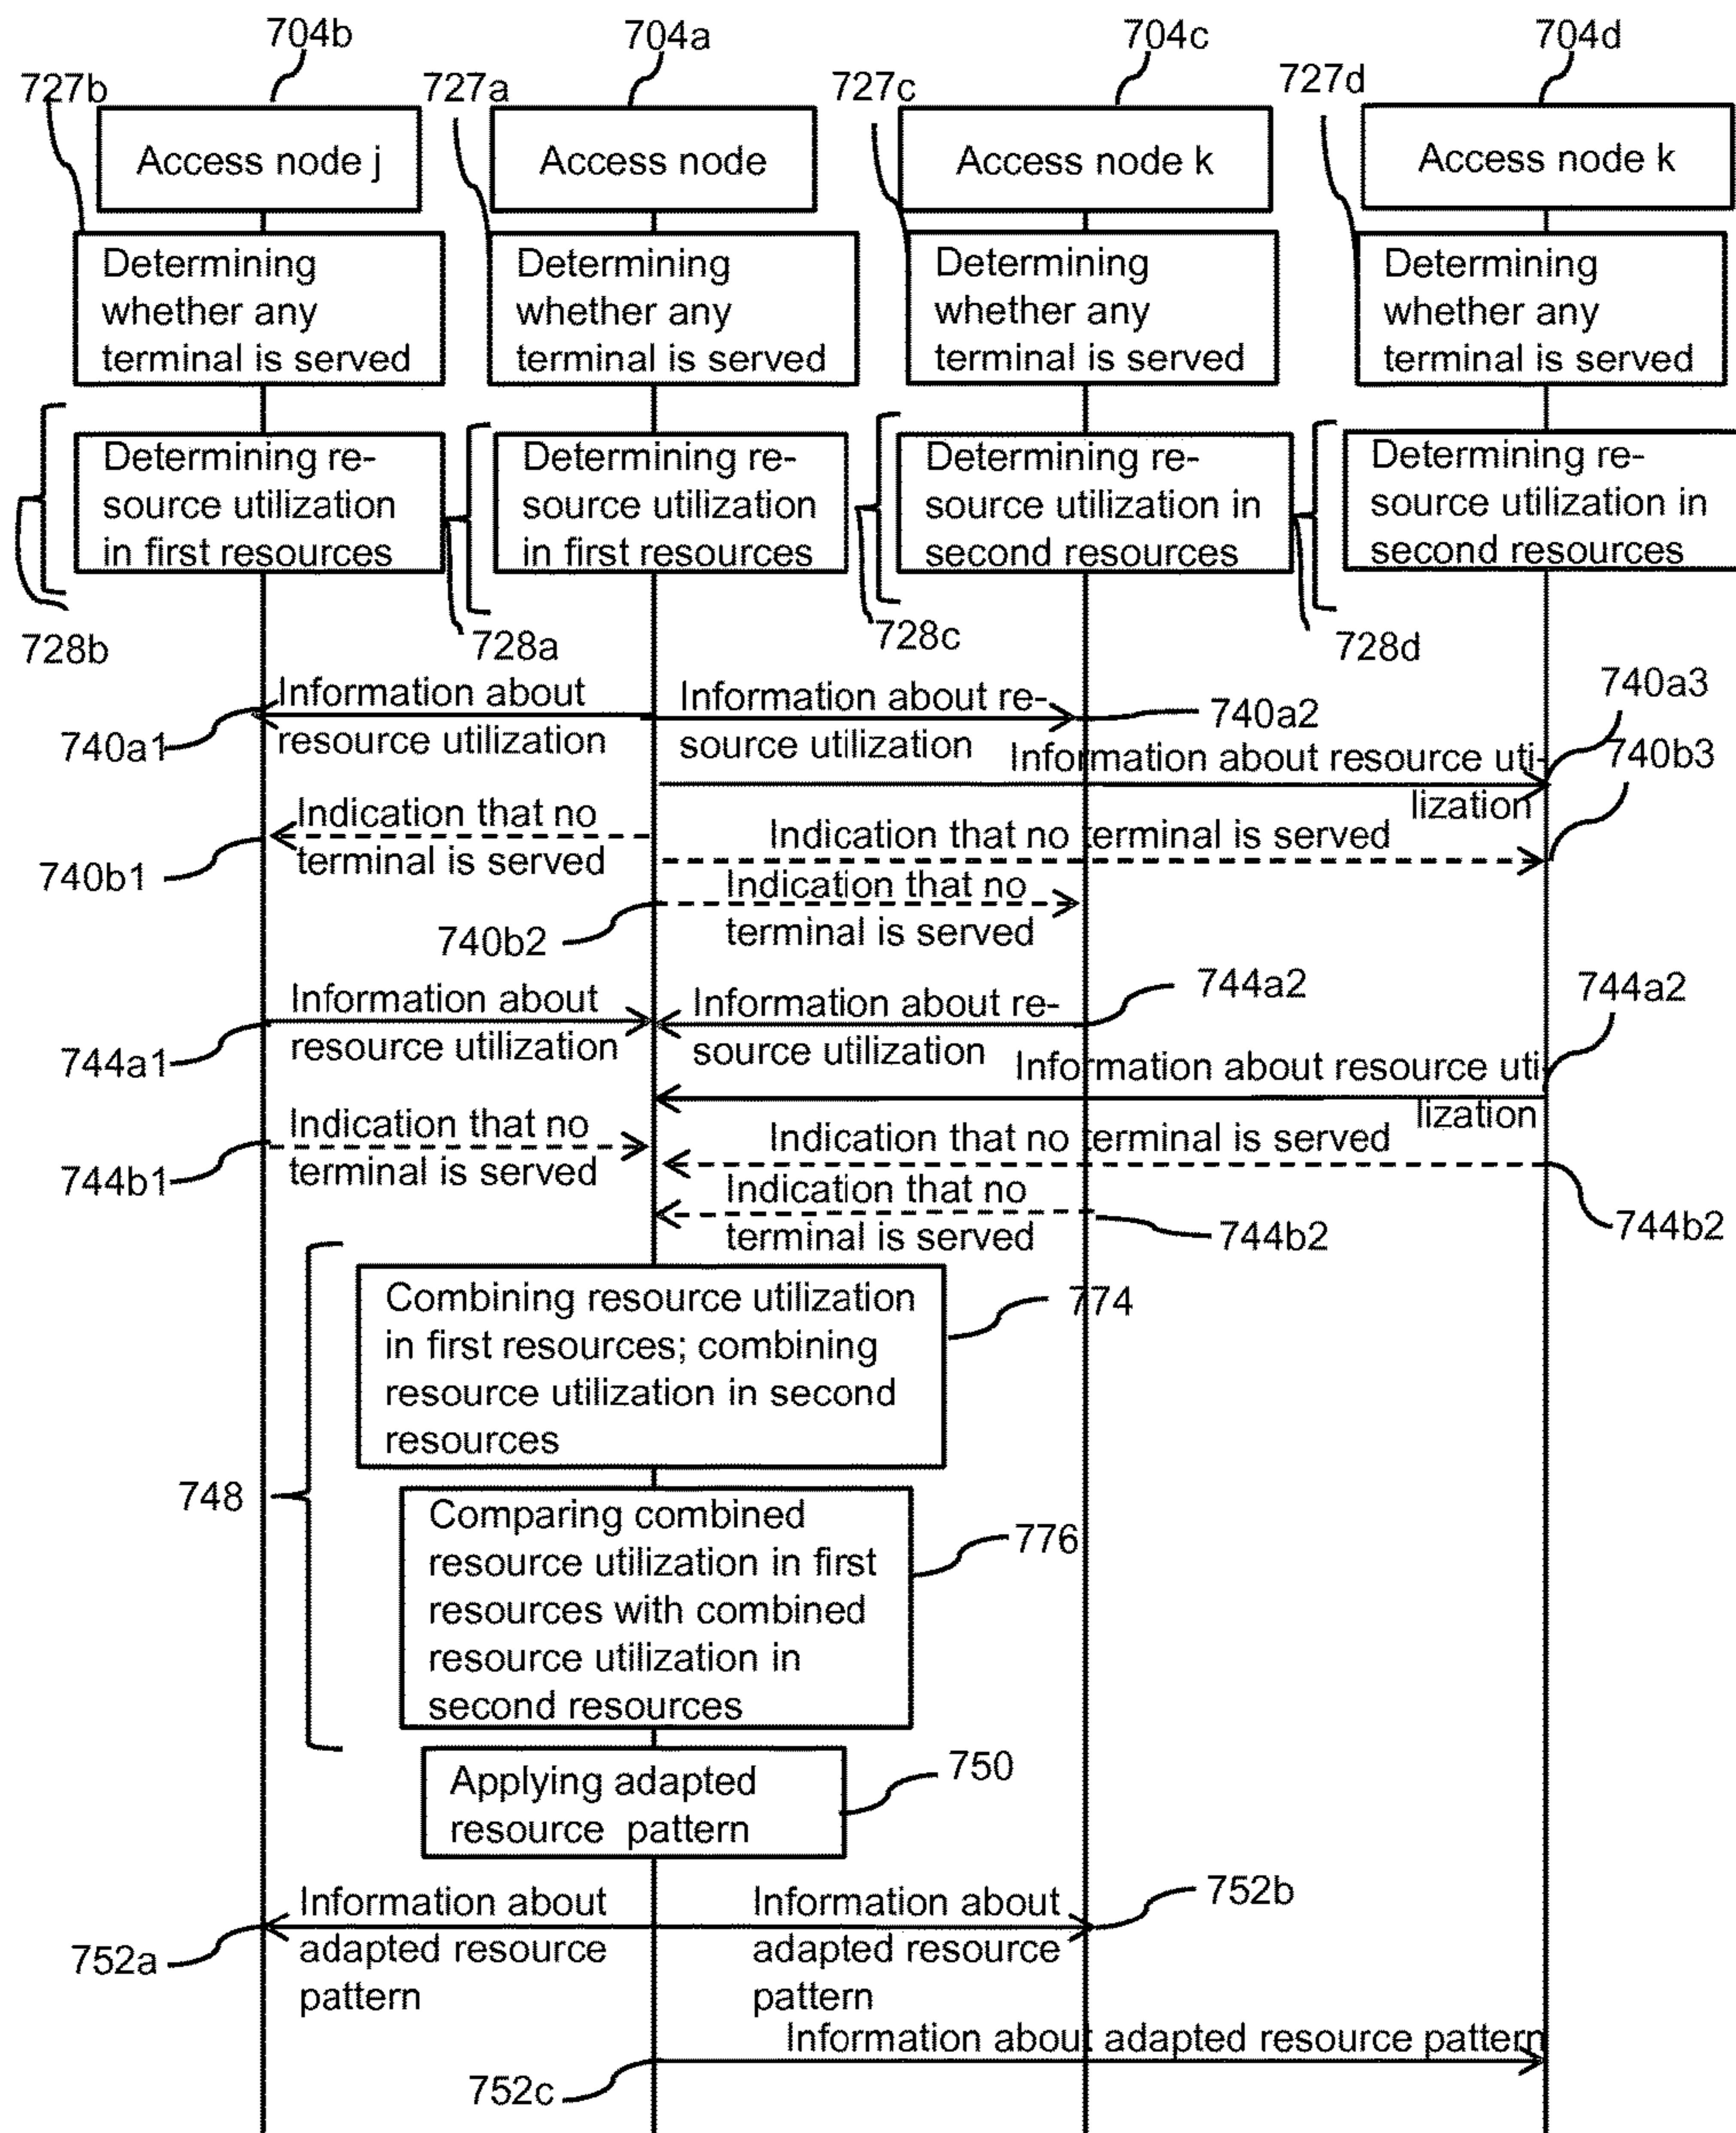 704b
704a
704c
704d
727b
727a
727c
727d
Access node j
Access node
Access node k
Access node k
Determining
whether any
terminal is served
Determining
whether any
terminal is served
Determining
whether any
terminal is served
Determining
whether any
terminal is served
Determining re-
source utilization
in first resources
Determining re-
source utilization
in first resources
Determining re-
source utilization in
second resources
Determining re-
source utilization in
second resources
728b
728a
728c
728d
Information about
resource utilization
740a1
Information about re-
source utilization
740a2
740a3
Information about resource uti-
lization
740b3
Indication that no
terminal is served
740b1
Indication that no terminal is served
Indication that no
terminal is served
740b2
Information about
resource utilization
744a1
Information about re-
source utilization
744a2
744a2
Information about resource uti-
lization
Indication that no
terminal is served
744b1
Indication that no terminal is served
744b2
Indication that no
terminal is served
744b2
Combining resource utilization
in first resources; combining
resource utilization in second
resources
774
748
Comparing combined
resource utilization in first
resources with combined
resource utilization in
second resources
776
Applying adapted
resource pattern
750
Information about
adapted resource
pattern
752a
Information about
adapted resource
pattern
752b
Information about adapted resource pattern
752c